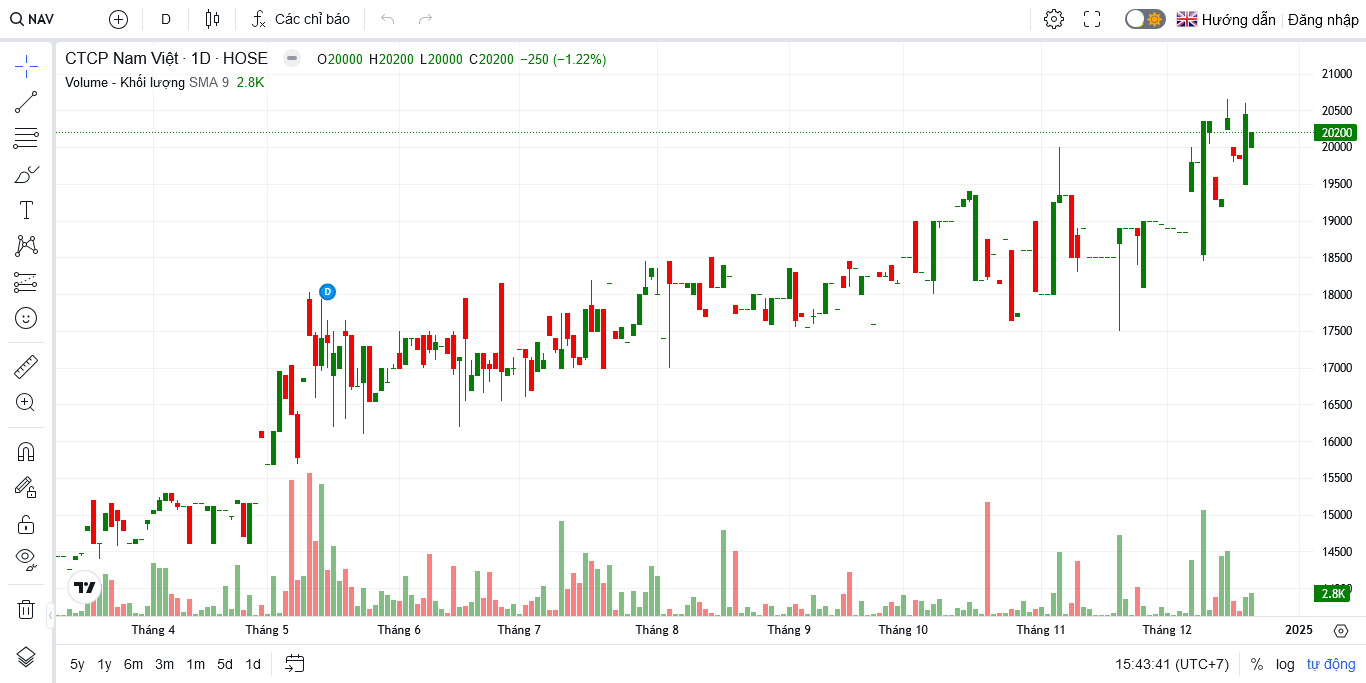 NAV D Các chỉ báo Hướng dẫn Đăng nhập
CTCP Nam Việt · 1D · HOSE O20000 H20200 L20000 C20200 −250 (−1.22%)
Volume - Khối lượng SMA 9 2.8K
D
21000
20500
20200
20000
19500
19000
18500
18000
17500
17000
16500
16000
15500
15000
14500
2.8K
Tháng 4 Tháng 5 Tháng 6 Tháng 7 Tháng 8 Tháng 9 Tháng 10 Tháng 11 Tháng 12 2025
5y 1y 6m 3m 1m 5d 1d 15:43:41 (UTC+7) % log tự động